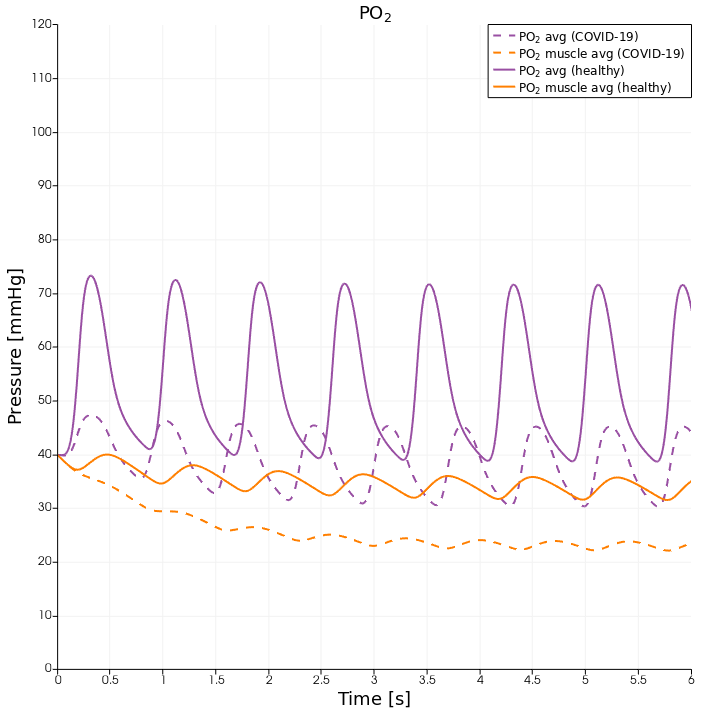 PO₂
120
110
100
90
80
70
60
50
40
30
20
10
0
Pressure [mmHg]
PO₂ avg (COVID-19)
PO₂ muscle avg (COVID-19)
PO₂ avg (healthy)
PO₂ muscle avg (healthy)
0 0.5 1 1.5 2 2.5 3 3.5 4 4.5 5 5.5 6
Time [s]